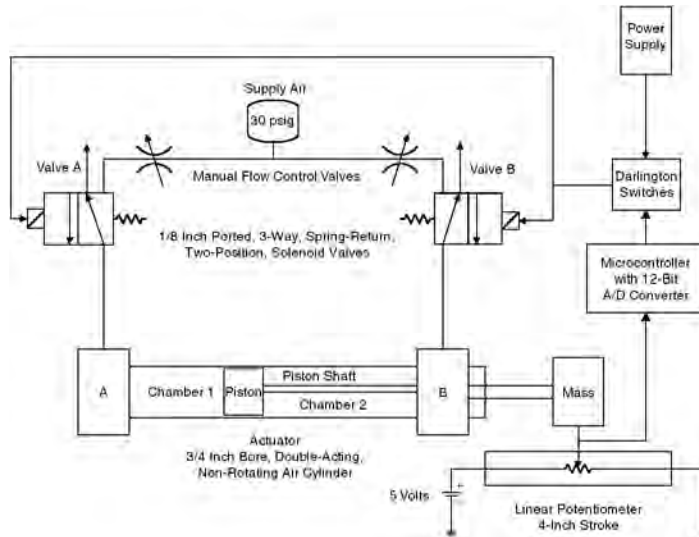 Power
Supply
Supply Air
30 psig
Valve A
Manual Flow Control Valves
Valve B
Darlington
Switches
1/8 Inch Ported, 3-Way, Spring-Return,
Two-Position, Solenoid Valves
Microcontroller
with 12-Bit
A/D Converter
A
Chamber 1
Piston
Piston Shaft
Chamber 2
B
Mass
Actuator
3/4 Inch Bore, Double-Acting,
Non-Rotating Air Cylinder
5 Volts
+
Linear Potentiometer
4-Inch Stroke